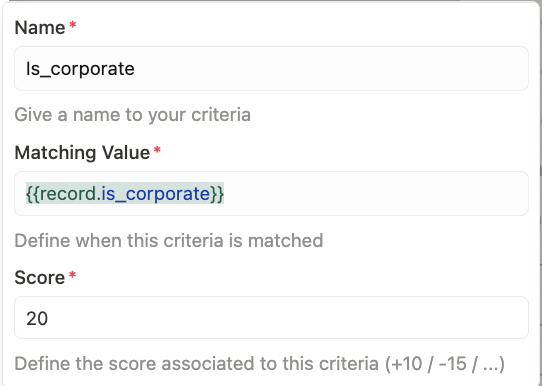 Name *
Is_corporate
Give a name to your criteria
Matching Value *
{{record.is_corporate}}
Define when this criteria is matched
Score *
20
Define the score associated to this criteria (+10 / -15 / ...)